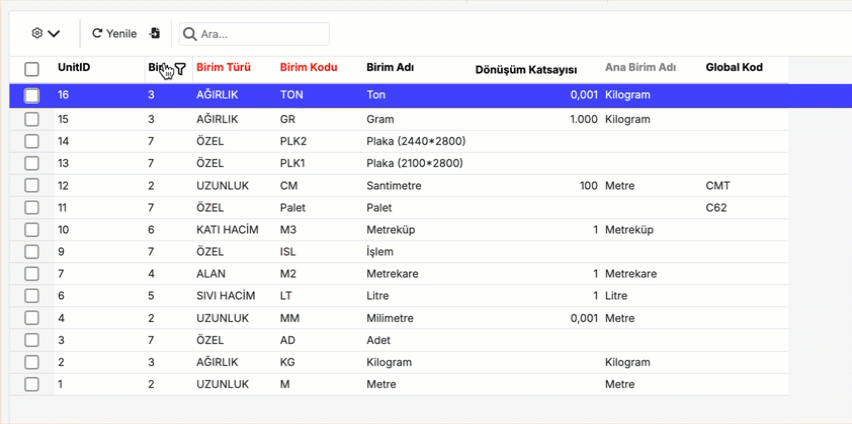 Yenile Ara...
UnitID Birim Türü Birim Kodu Birim Adı Dönüşüm Katsayısı Ana Birim Adı Global Kod
16 3 AĞIRLIK TON Ton 0,001 Kilogram
15 3 AĞIRLIK GR Gram 1.000 Kilogram
14 7 ÖZEL PLK2 Plaka (2440*2800)
13 7 ÖZEL PLK1 Plaka (2100*2800)
12 2 UZUNLUK CM Santimetre 100 Metre CMT
11 7 ÖZEL Palet Palet C62
10 6 KATI HACİM M3 Metreküp 1 Metreküp
9 7 ÖZEL ISL İşlem
7 4 ALAN M2 Metrekare 1 Metrekare
6 5 SIVI HACİM LT Litre 1 Litre
4 2 UZUNLUK MM Milimetre 0,001 Metre
3 7 ÖZEL AD Adet
2 3 AĞIRLIK KG Kilogram Kilogram
1 2 UZUNLUK M Metre Metre